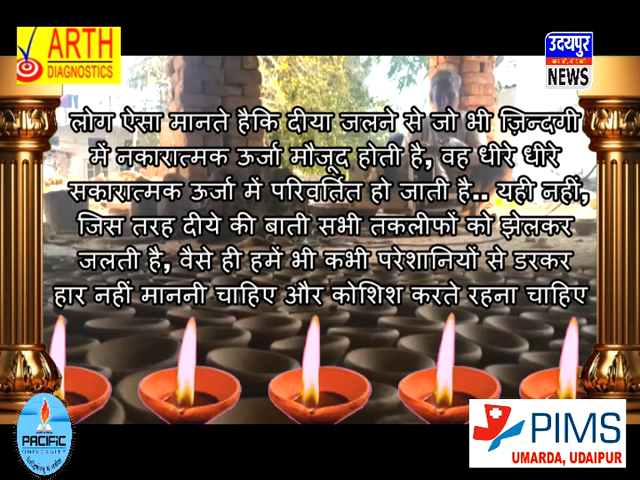 ARTH
DIAGNOSTICS
उदयपुर
NEWS
लोग ऐसा मानते हैकि दीया जलने से जो भी ज़िन्दगी
में नकारात्मक ऊर्जा मौजूद होती है, वह धीरे धीरे
सकारात्मक ऊर्जा में परिवर्तित हो जाती है.. यही नहीं,
जिस तरह दीये की बाती सभी तकलीफों को झेलकर
जलती है, वैसे ही हमें भी कभी परेशानियों से डरकर
हार नहीं माननी चाहिए और कोशिश करते रहना चाहिए
PACIFIC
UNIVERSITY
PIMS
UMARDA, UDAIPUR